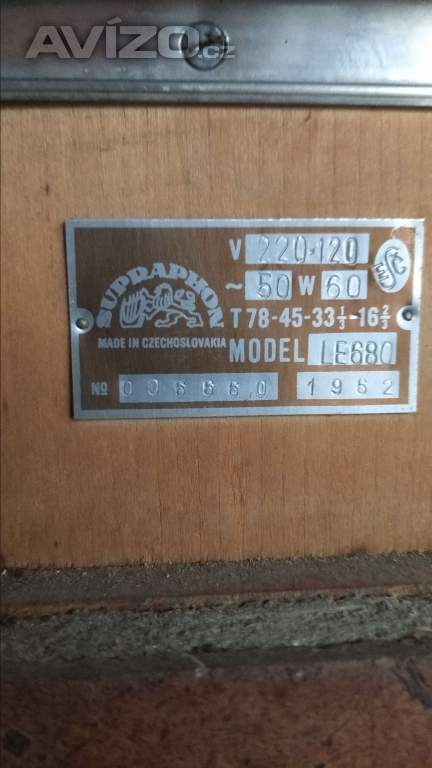 AVÍZO.cz
SUPRAPHON
MADE IN CZECHOSLOVAKIA
V 220-120
~ 50 W 60
T 78-45-33⅓-16⅔
MODEL LE680
№ 006660 1962